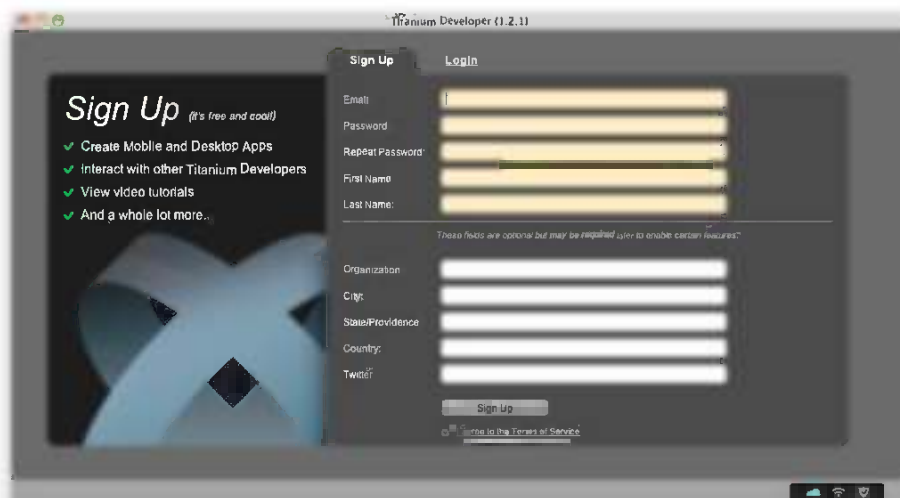 Titanium Developer (1.2.1)
Sign Up Login
Sign Up (it's free and cool!)
Create Mobile and Desktop Apps
Interact with other Titanium Developers
View video tutorials
And a whole lot more..
Email
Password
Repeat Password:
First Name
Last Name:
These fields are optional but may be required later to enable certain features*
Organization
City:
State/Providence
Country:
Twitter
Sign Up
agree to the Terms of Service